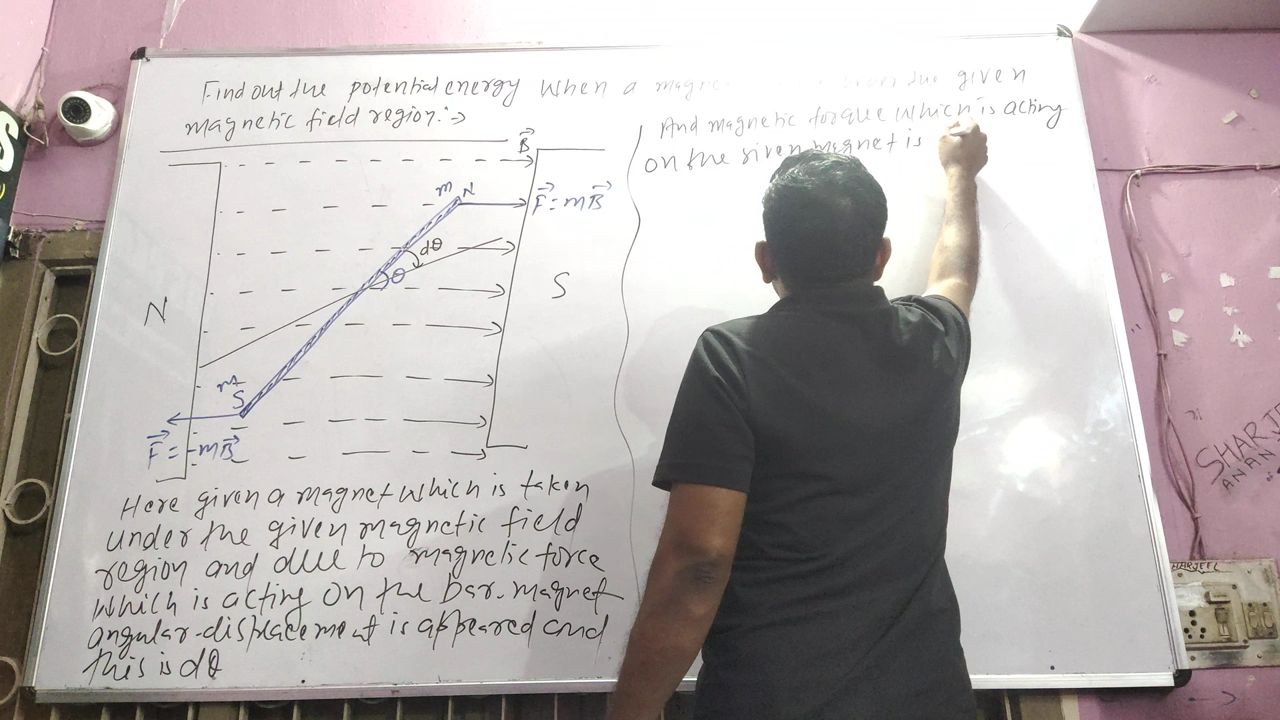 Find out the potential energy when a magne the given
magnetic field region:->
B
m N
F = mB
dθ
θ
N
S
m
S
F = -mB
Here given a magnet which is taken
under the given magnetic field
region and due to magnetic force
which is acting on the bar-magnet
angular-displacement is appeared and
this is dθ
And magnetic torque which is acting
on the given magnet is
SHARJE
ANAN
HARJEEL
S